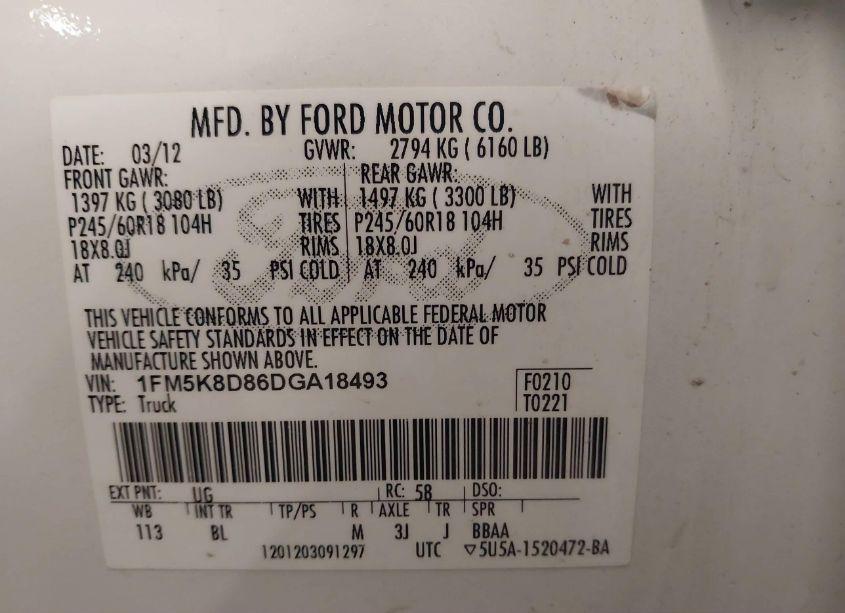 MFD. BY FORD MOTOR CO.
DATE: 03/12 GVWR: 2794 KG ( 6160 LB)
FRONT GAWR: REAR GAWR:
1397 KG ( 3080 LB) WITH 1497 KG ( 3300 LB) WITH
P245/60R18 104H TIRES P245/60R18 104H TIRES
18X8.0J RIMS 18X8.0J RIMS
AT 240 kPa/ 35 PSI COLD AT 240 kPa/ 35 PSI COLD
Ford
THIS VEHICLE CONFORMS TO ALL APPLICABLE FEDERAL MOTOR
VEHICLE SAFETY STANDARDS IN EFFECT ON THE DATE OF
MANUFACTURE SHOWN ABOVE.
VIN: 1FM5K8D86DGA18493 F0210
TYPE: Truck T0221
EXT PNT: UG RC: 58 DSO:
WB INT TR TP/PS R AXLE TR SPR
113 BL M 3J J BBAA
1201203091297 UTC ▽5U5A-1520472-BA